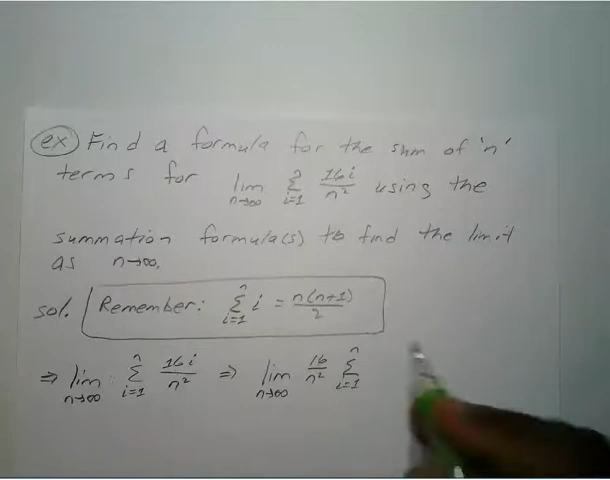 ex Find a formula for the sum of 'n'
terms for lim n→∞ Σ i=1 n 16i/n² using the
summation formula(s) to find the limit
as n→∞.
sol. Remember: Σ i=1 n i = n(n+1)/2
⇒ lim n→∞ Σ i=1 n 16i/n² ⇒ lim n→∞ 16/n² Σ i=1 n